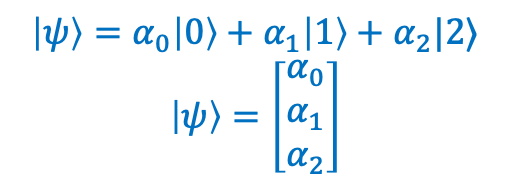 |ψ⟩ = α₀|0⟩ + α₁|1⟩ + α₂|2⟩
|ψ⟩ = [α₀
α₁
α₂]